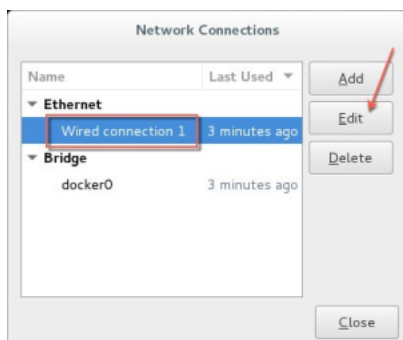 Network Connections
Name Last Used Add
Ethernet
Edit
Wired connection 1 3 minutes ago
Bridge Delete
docker0 3 minutes ago
Close